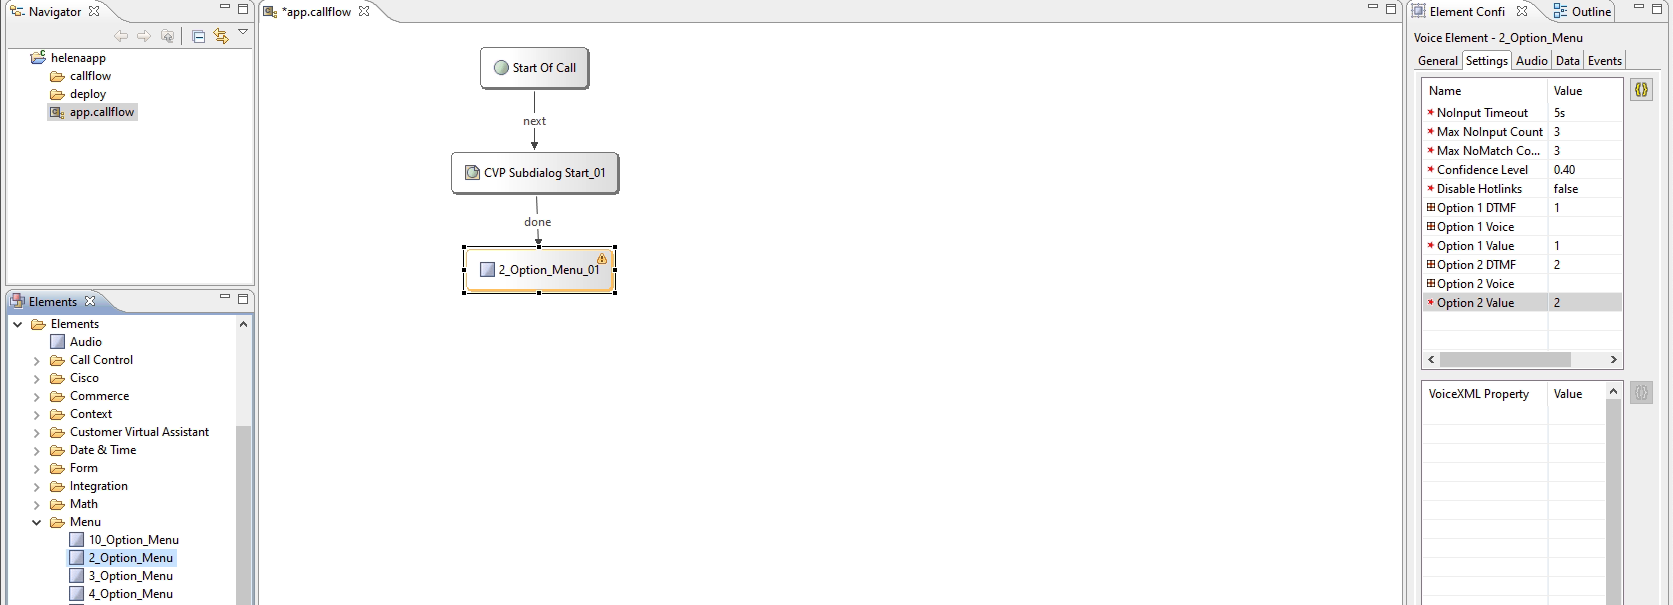 Navigator
helenaapp
callflow
deploy
app.callflow
Elements
Elements
Audio
Call Control
Cisco
Commerce
Context
Customer Virtual Assistant
Date & Time
Form
Integration
Math
Menu
10_Option_Menu
2_Option_Menu
3_Option_Menu
4_Option_Menu
*app.callflow
Start Of Call
next
CVP Subdialog Start_01
done
2_Option_Menu_01
Element Confi Outline
Voice Element - 2_Option_Menu
General Settings Audio Data Events
Name Value
* NoInput Timeout 5s
* Max NoInput Count 3
* Max NoMatch Co... 3
* Confidence Level 0.40
* Disable Hotlinks false
Option 1 DTMF 1
Option 1 Voice
* Option 1 Value 1
Option 2 DTMF 2
Option 2 Voice
* Option 2 Value 2
VoiceXML Property Value